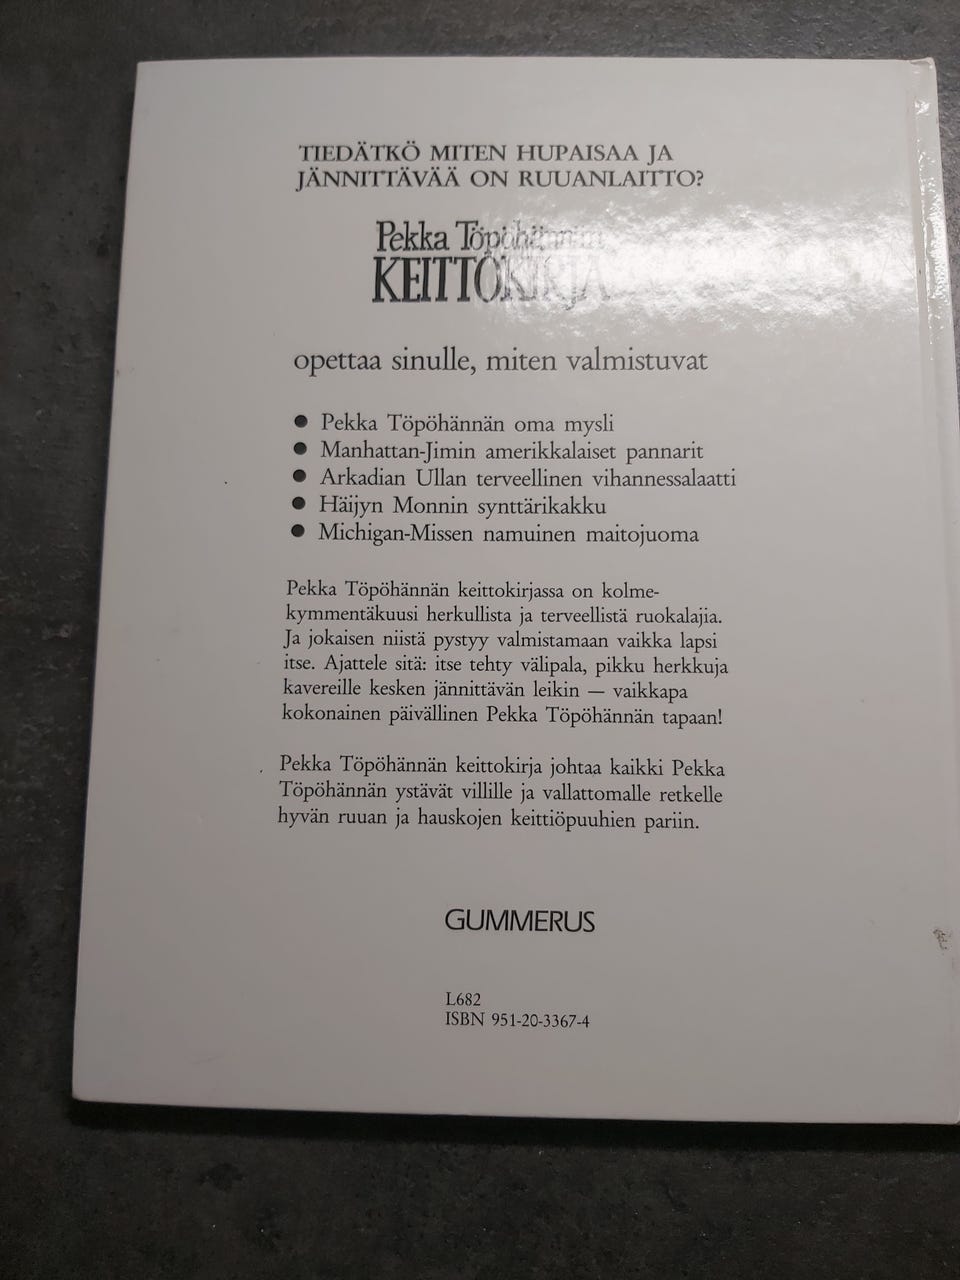 TIEDÄTKÖ MITEN HUPAISAA JA
JÄNNITTÄVÄÄ ON RUUANLAITTO?
Pekka Töpöhännän
KEITTOKIRJA
opettaa sinulle, miten valmistuvat
● Pekka Töpöhännän oma mysli
● Manhattan-Jimin amerikkalaiset pannarit
● Arkadian Ullan terveellinen vihannessalaatti
● Häijyn Monnin synttärikakku
● Michigan-Missen namuinen maitojuoma
Pekka Töpöhännän keittokirjassa on kolme-
kymmentäkuusi herkullista ja terveellistä ruokalajia.
Ja jokaisen niistä pystyy valmistamaan vaikka lapsi
itse. Ajattele sitä: itse tehty välipala, pikku herkkuja
kavereille kesken jännittävän leikin — vaikkapa
kokonainen päivällinen Pekka Töpöhännän tapaan!
Pekka Töpöhännän keittokirja johtaa kaikki Pekka
Töpöhännän ystävät villille ja vallattomalle retkelle
hyvän ruuan ja hauskojen keittiöpuuhien pariin.
GUMMERUS
L682
ISBN 951-20-3367-4